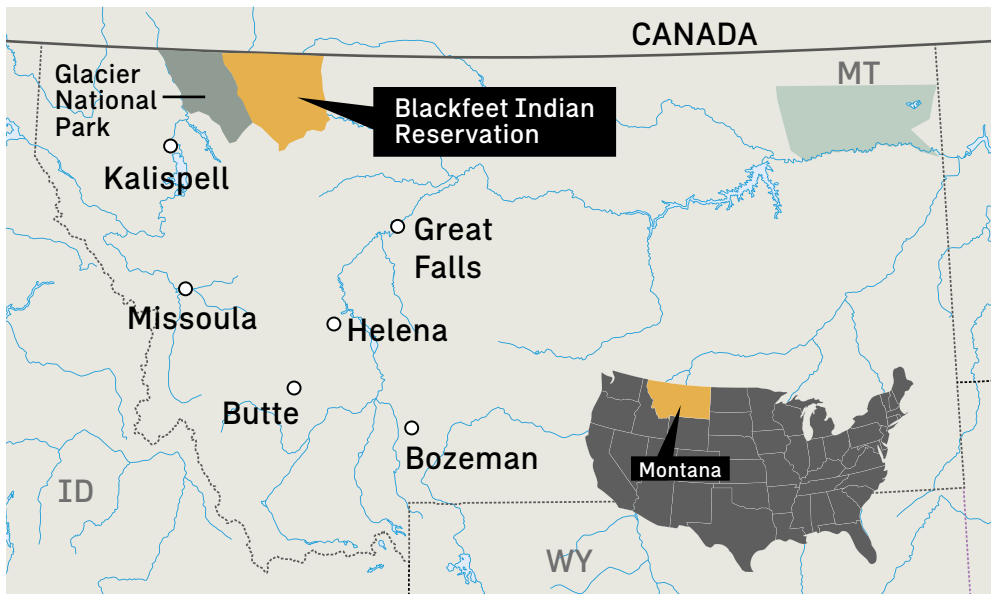 CANADA
MT
Glacier
National
Park
Blackfeet Indian
Reservation
Kalispell
Great
Falls
Missoula
Helena
Butte
Bozeman
Montana
ID
WY